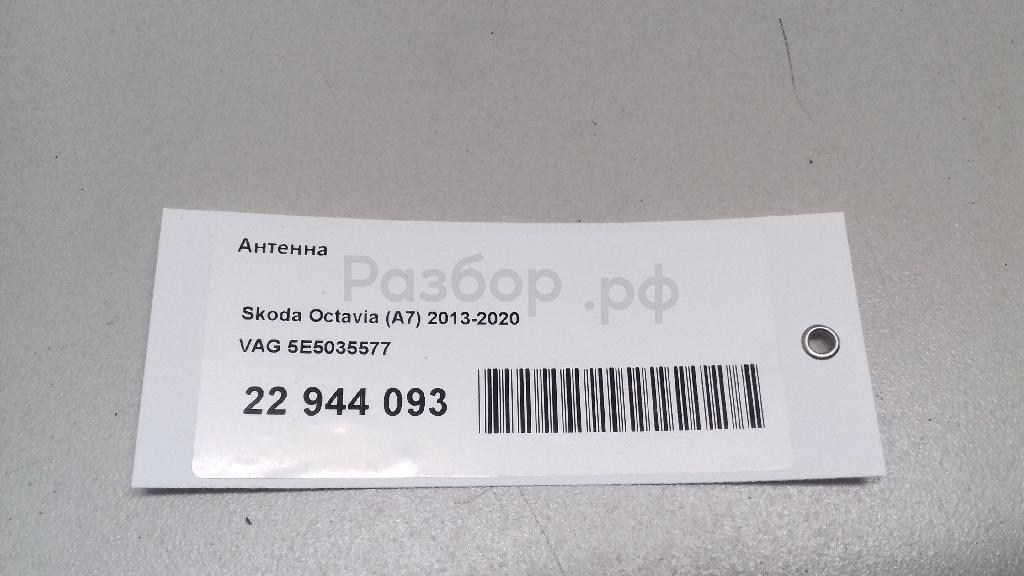 Антенна
Разбор.рф
Skoda Octavia (A7) 2013-2020
VAG 5E5035577
22 944 093